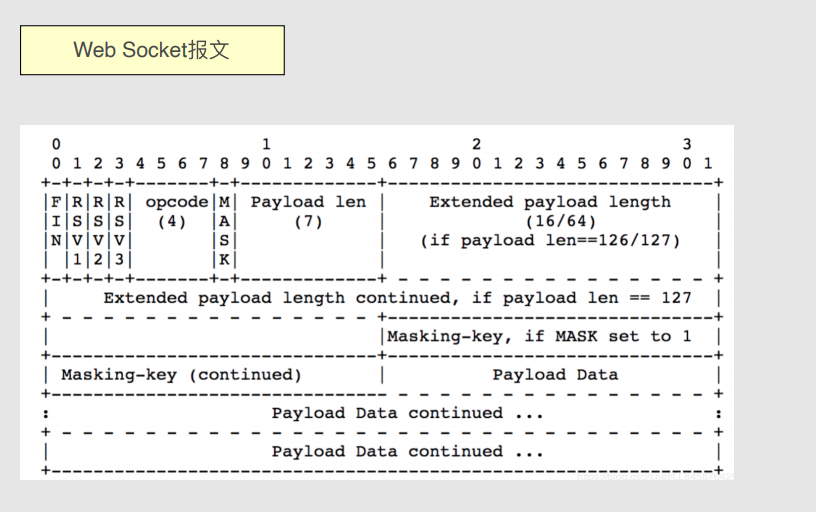 Web Socket报文
0                   1                   2                   3
0 1 2 3 4 5 6 7 8 9 0 1 2 3 4 5 6 7 8 9 0 1 2 3 4 5 6 7 8 9 0 1
+-+-+-+-+-------+-+-------------+-------------------------------+
|F|R|R|R| opcode|M| Payload len |    Extended payload length    |
|I|S|S|S|  (4)  |A|     (7)     |             (16/64)           |
|N|V|V|V|       |S|             |   (if payload len==126/127)   |
| |1|2|3|       |K|             |                               |
+-+-+-+-+-------+-+-------------+ - - - - - - - - - - - - - - - +
|     Extended payload length continued, if payload len == 127  |
+ - - - - - - - - - - - - - - - +-------------------------------+
|                               |Masking-key, if MASK set to 1  |
+-------------------------------+-------------------------------+
| Masking-key (continued)       |          Payload Data         |
+-------------------------------- - - - - - - - - - - - - - - - +
:                     Payload Data continued ...                :
+ - - - - - - - - - - - - - - - - - - - - - - - - - - - - - - - +
|                     Payload Data continued ...                |
+---------------------------------------------------------------+